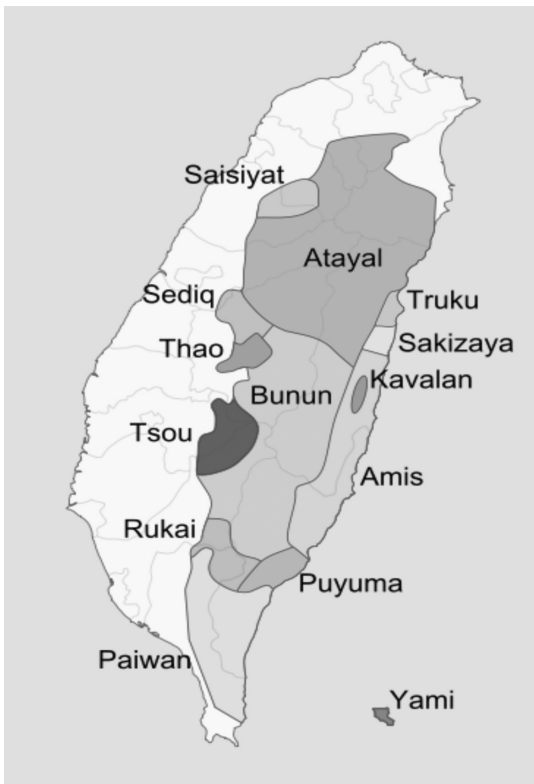 Saisiyat
Atayal
Sediq
Truku
Sakizaya
Thao
Kavalan
Bunun
Tsou
Amis
Rukai
Puyuma
Paiwan
Yami